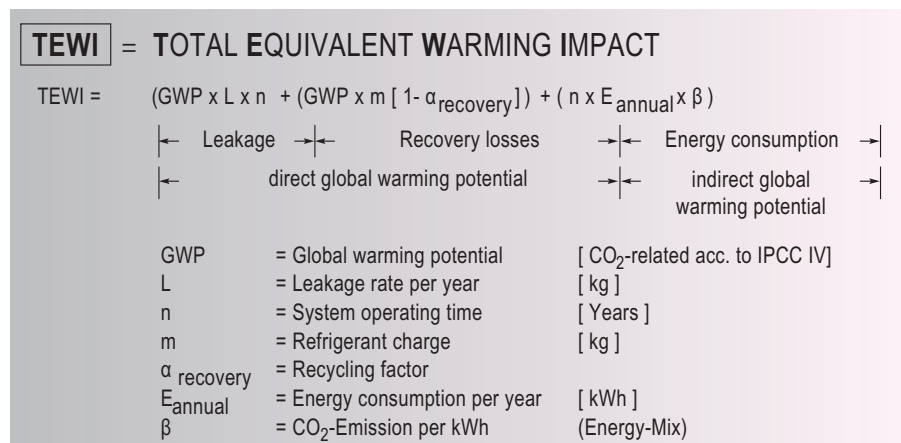 TEWI = TOTAL EQUIVALENT WARMING IMPACT
TEWI = (GWP x L x n + (GWP x m [ 1- α recovery ] ) + ( n x E annual x β )
Leakage Recovery losses Energy consumption
direct global warming potential indirect global
warming potential
GWP = Global warming potential [ CO2-related acc. to IPCC IV]
L = Leakage rate per year [ kg ]
n = System operating time [ Years ]
m = Refrigerant charge [ kg ]
α recovery = Recycling factor
Eannual = Energy consumption per year [ kWh ]
β = CO2-Emission per kWh (Energy-Mix)